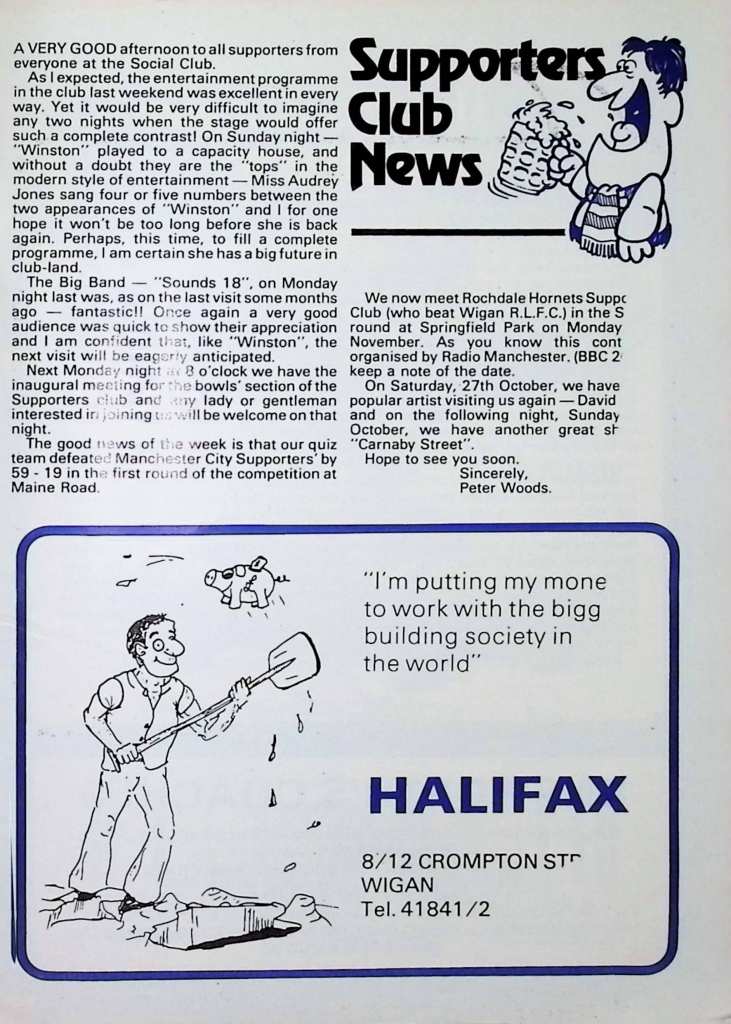 Supporters
Club
News
A VERY GOOD afternoon to all supporters from
everyone at the Social Club.
As I expected, the entertainment programme
in the club last weekend was excellent in every
way. Yet it would be very difficult to imagine
any two nights when the stage would offer
such a complete contrast! On Sunday night —
"Winston" played to a capacity house, and
without a doubt they are the "tops" in the
modern style of entertainment — Miss Audrey
Jones sang four or five numbers between the
two appearances of "Winston" and I for one
hope it won't be too long before she is back
again. Perhaps, this time, to fill a complete
programme, I am certain she has a big future in
club-land.
The Big Band — "Sounds 18", on Monday
night last was, as on the last visit some months
ago — fantastic!! Once again a very good
audience was quick to show their appreciation
and I am confident that, like "Winston", the
next visit will be eagerly anticipated.
Next Monday night at 8 o'clock we have the
inaugural meeting for the bowls' section of the
Supporters club and any lady or gentleman
interested in joining us will be welcome on that
night.
The good news of the week is that our quiz
team defeated Manchester City Supporters' by
59 - 19 in the first round of the competition at
Maine Road.
We now meet Rochdale Hornets Suppo
Club (who beat Wigan R.L.F.C.) in the S
round at Springfield Park on Monday
November. As you know this cont
organised by Radio Manchester. (BBC 2
keep a note of the date.
On Saturday, 27th October, we have
popular artist visiting us again — David
and on the following night, Sunday
October, we have another great
"Carnaby Street".
Hope to see you soon.
Sincerely,
Peter Woods.
"I'm putting my mone
to work with the bigg
building society in
the world"
HALIFAX
8/12 CROMPTON ST
WIGAN
Tel. 41841/2